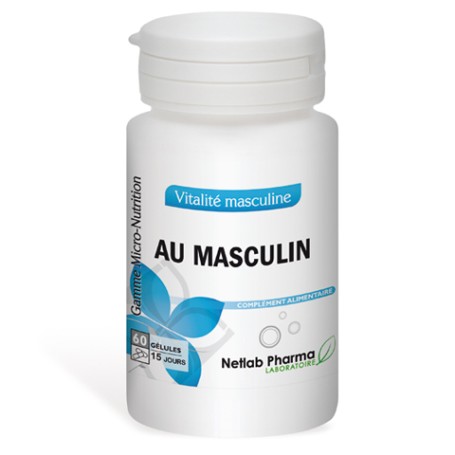 Vitalité masculine
AU MASCULIN
COMPLÉMENT ALIMENTAIRE
Gamme Micro-Nutrition
60
GÉLULES
15 JOURS
Netlab Pharma
LABORATOIRE